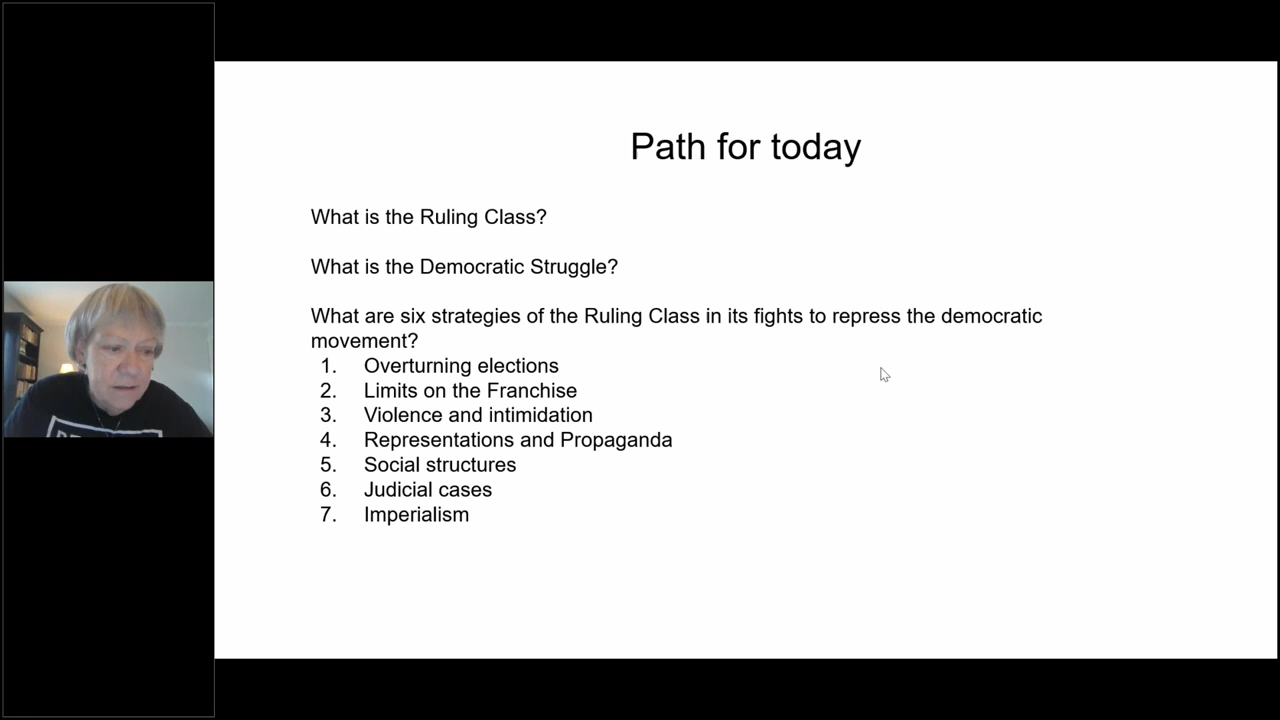 Path for today
What is the Ruling Class?
What is the Democratic Struggle?
What are six strategies of the Ruling Class in its fights to repress the democratic
movement?
1. Overturning elections
2. Limits on the Franchise
3. Violence and intimidation
4. Representations and Propaganda
5. Social structures
6. Judicial cases
7. Imperialism